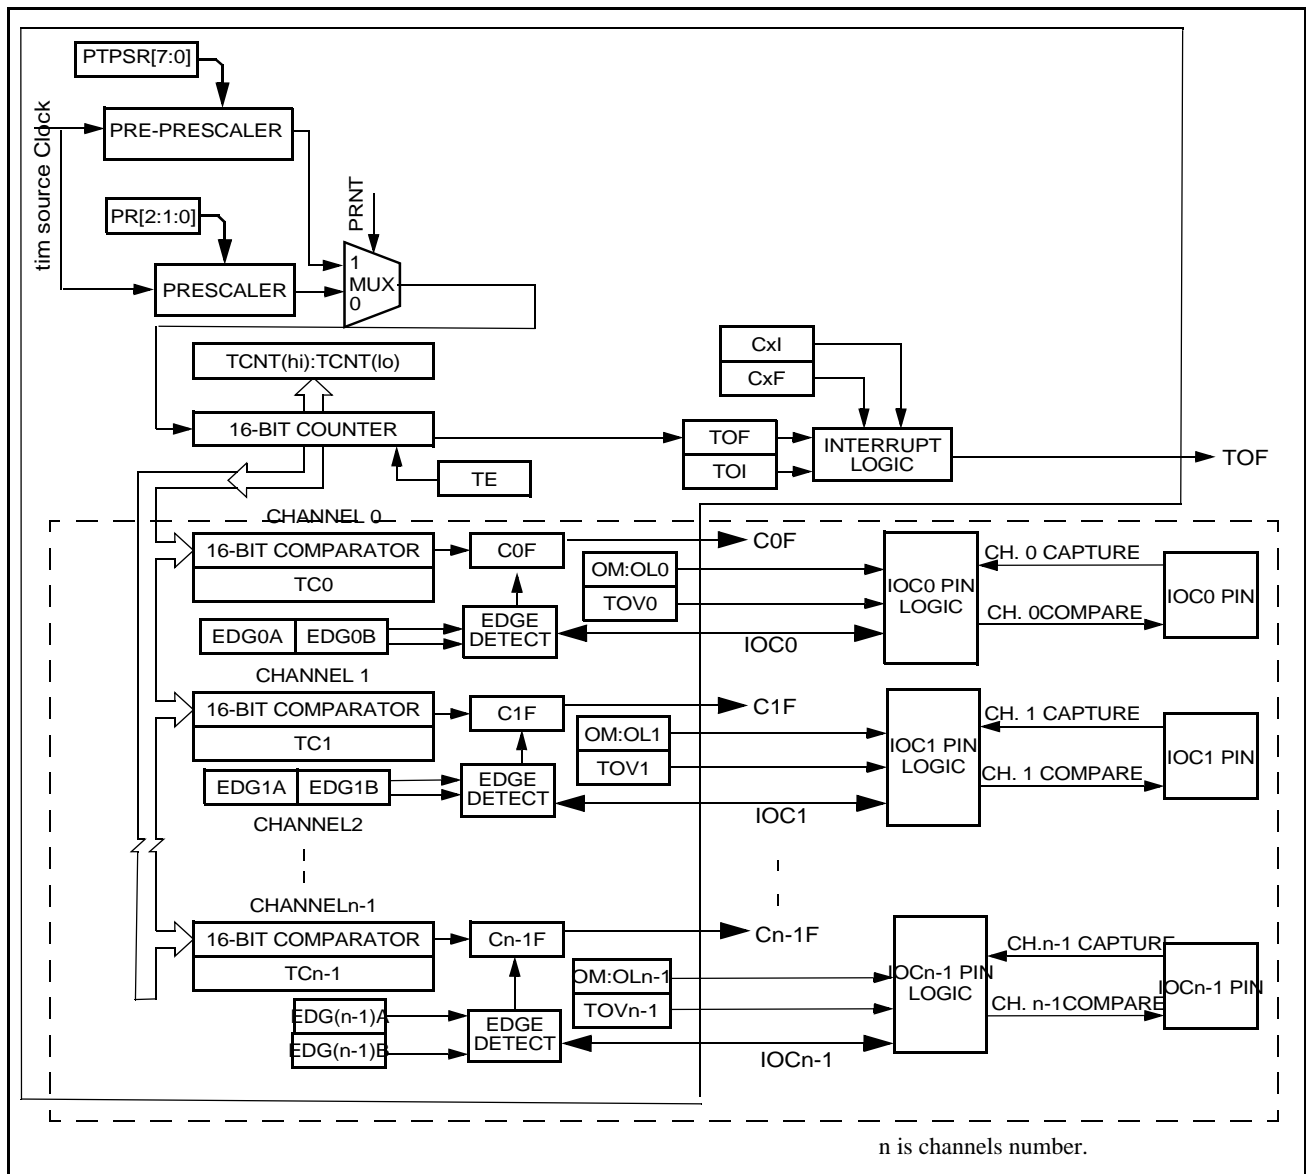 PTPSR[7:0]
tim source Clock
PRE-PRESCALER
PRNT
PR[2:1:0]
1
MUX
0
PRESCALER
CxI
CxF
TCNT(hi):TCNT(lo)
16-BIT COUNTER
TOF
TOI
INTERRUPT
LOGIC
TOF
TE
CHANNEL 0
16-BIT COMPARATOR
TC0
C0F
C0F
OM:OL0
TOV0
IOC0 PIN
LOGIC
CH. 0 CAPTURE
CH. 0COMPARE
IOC0 PIN
EDG0A
EDG0B
EDGE
DETECT
IOC0
CHANNEL 1
16-BIT COMPARATOR
TC1
C1F
C1F
OM:OL1
TOV1
IOC1 PIN
LOGIC
CH. 1 CAPTURE
CH. 1 COMPARE
IOC1 PIN
EDG1A
EDG1B
EDGE
DETECT
IOC1
CHANNEL2
CHANNELn-1
16-BIT COMPARATOR
TCn-1
Cn-1F
Cn-1F
OM:OLn-1
TOVn-1
IOCn-1 PIN
LOGIC
CH.n-1 CAPTURE
CH. n-1COMPARE
IOCn-1 PIN
EDG(n-1)A
EDG(n-1)B
EDGE
DETECT
IOCn-1
n is channels number.